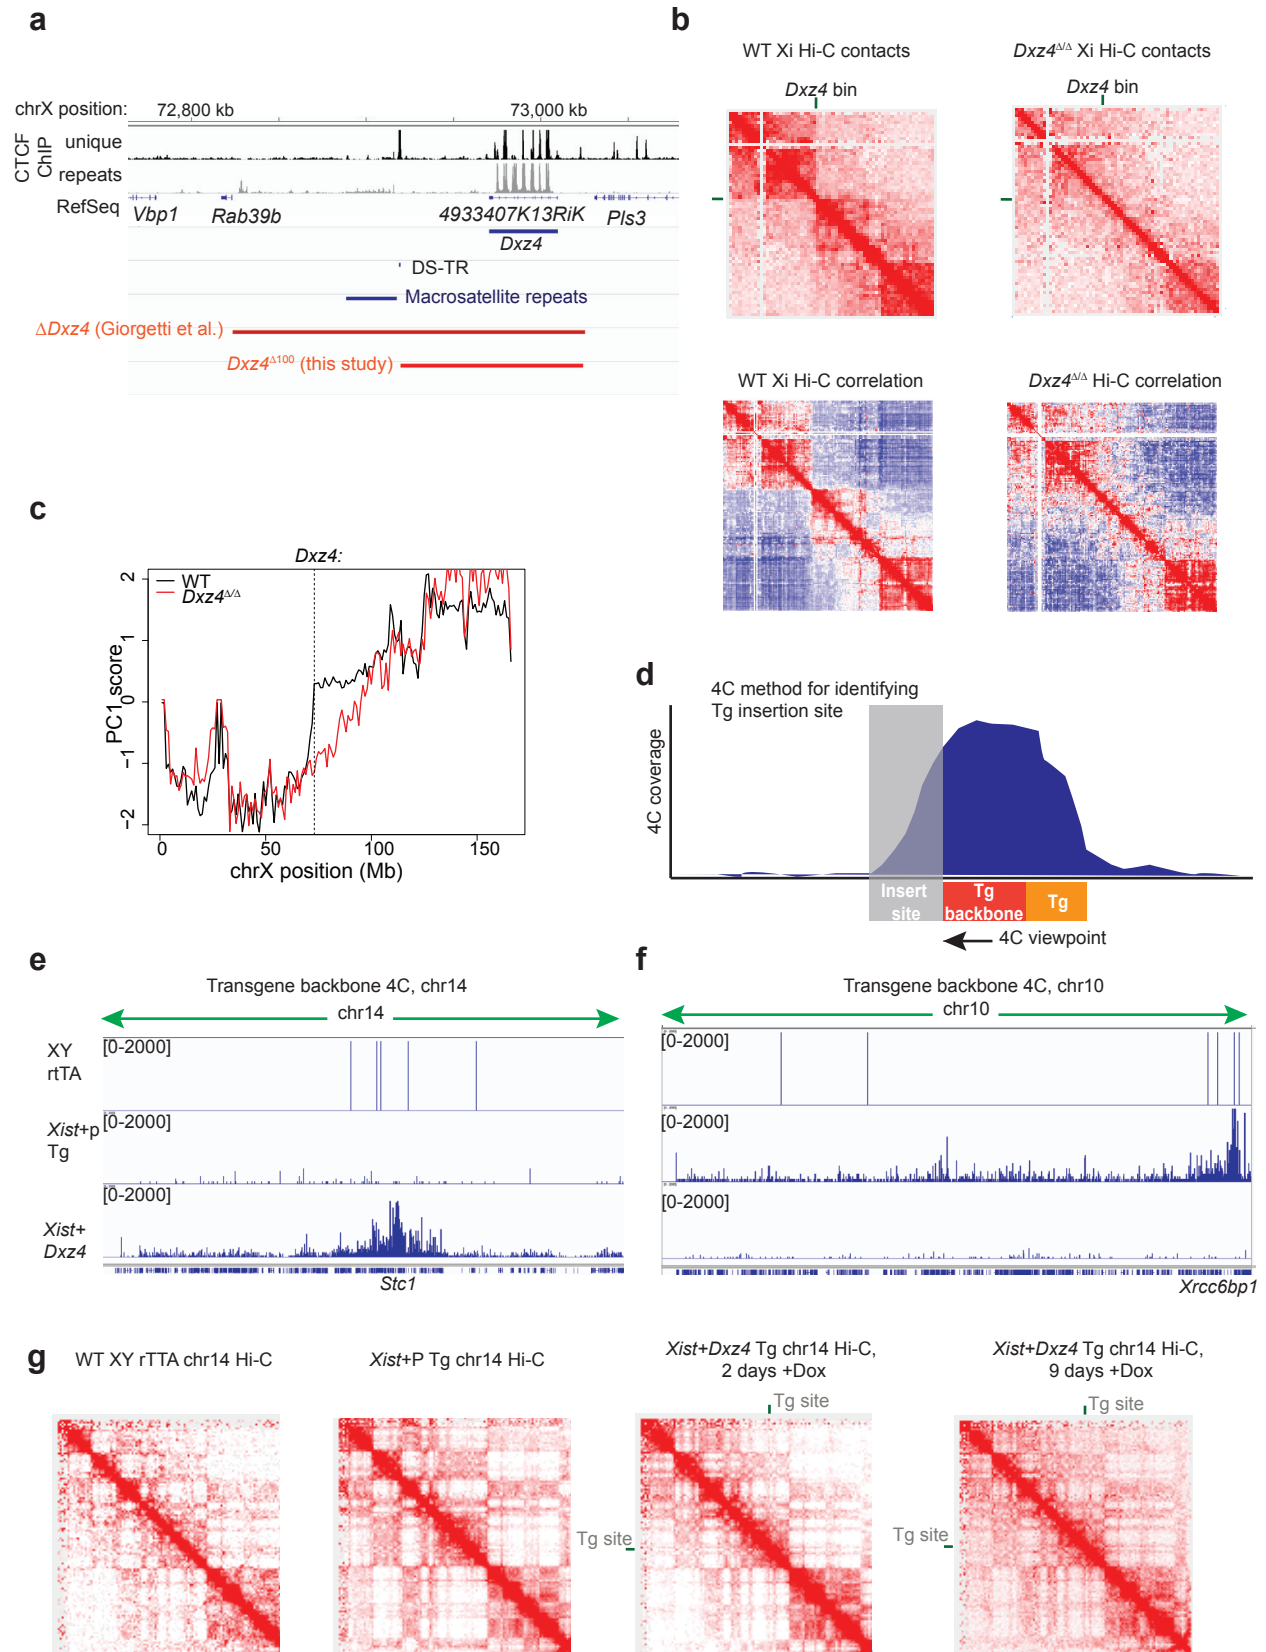 a
chrX position: 72,800 kb 73,000 kb
CTCF
ChIP
unique
repeats
RefSeq
Vbp1 Rab39b 4933407K13RiK Pls3
Dxz4
DS-TR
Macrosatellite repeats
ΔDxz4 (Giorgetti et al.)
Dxz4Δ100 (this study)
b
WT Xi Hi-C contacts Dxz4Δ/Δ Xi Hi-C contacts
Dxz4 bin Dxz4 bin
WT Xi Hi-C correlation Dxz4Δ/Δ Hi-C correlation
c
Dxz4:
WT
Dxz4Δ/Δ
PC1 score
2
1
0
−1
−2
0 50 100 150
chrX position (Mb)
d
4C method for identifying
Tg insertion site
4C coverage
Insert
site
Tg
backbone
Tg
4C viewpoint
e
Transgene backbone 4C, chr14
chr14
XY
rtTA
[0-2000]
Xist+p
Tg
[0-2000]
Xist+
Dxz4
[0-2000]
Stc1
f
Transgene backbone 4C, chr10
chr10
[0-2000]
[0-2000]
[0-2000]
Xrcc6bp1
g
WT XY rTTA chr14 Hi-C
Xist+P Tg chr14 Hi-C
Xist+Dxz4 Tg chr14 Hi-C,
2 days +Dox
Tg site
Tg site
Xist+Dxz4 Tg chr14 Hi-C,
9 days +Dox
Tg site
Tg site